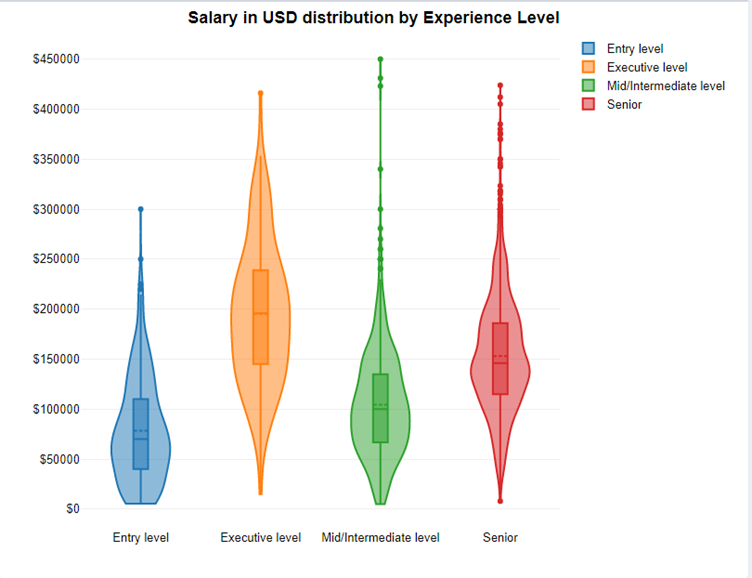 Salary in USD distribution by Experience Level
Entry level
Executive level
Mid/Intermediate level
Senior
$450000
$400000
$350000
$300000
$250000
$200000
$150000
$100000
$50000
$0
Entry level Executive level Mid/Intermediate level Senior